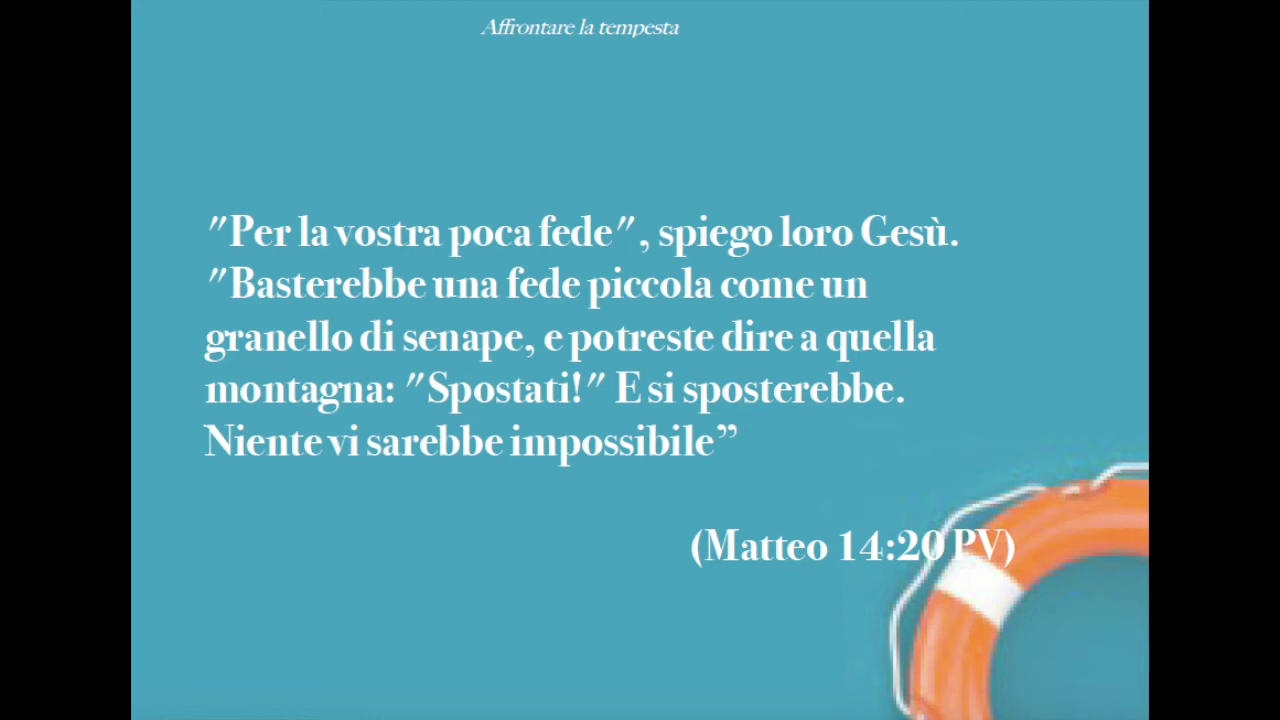 Affrontare la tempesta
"Per la vostra poca fede", spiego loro Gesù.
"Basterebbe una fede piccola come un
granello di senape, e potreste dire a quella
montagna: "Spostati!" E si sposterebbe.
Niente vi sarebbe impossibile”
(Matteo 14:20 PV)